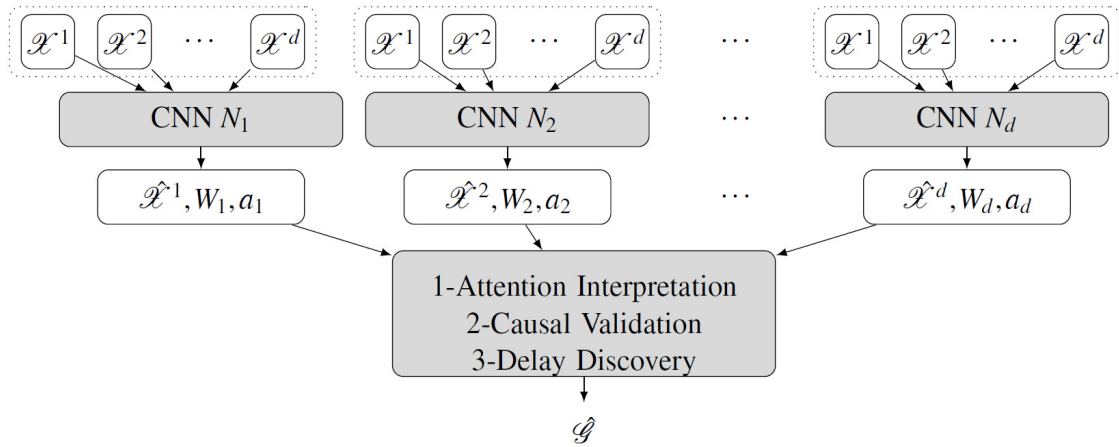 𝒳¹ 𝒳² ⋯ 𝒳ᵈ 𝒳¹ 𝒳² ⋯ 𝒳ᵈ ⋯ 𝒳¹ 𝒳² ⋯ 𝒳ᵈ
CNN N₁ CNN N₂ ⋯ CNN N_d
𝒳̂¹, W₁, a₁ 𝒳̂², W₂, a₂ ⋯ 𝒳̂ᵈ, W_d, a_d
1-Attention Interpretation
2-Causal Validation
3-Delay Discovery
𝒢̂